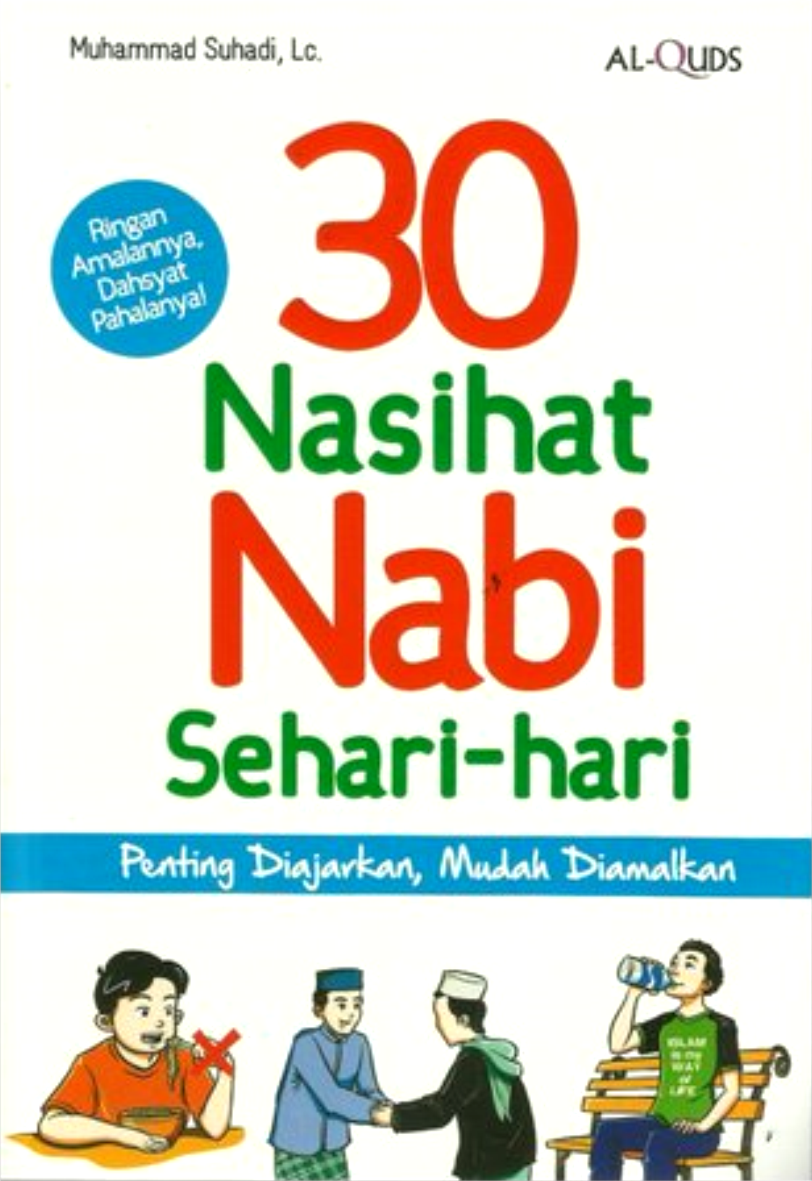 Muhammad Suhadi, Lc.
AL-QUDS
Ringan
Amalannya,
Dahsyat
Pahalanya!
30
Nasihat
Nabi
Sehari-hari
Penting Diajarkan, Mudah Diamalkan
ISLAM
is my
WAY
of
LIFE